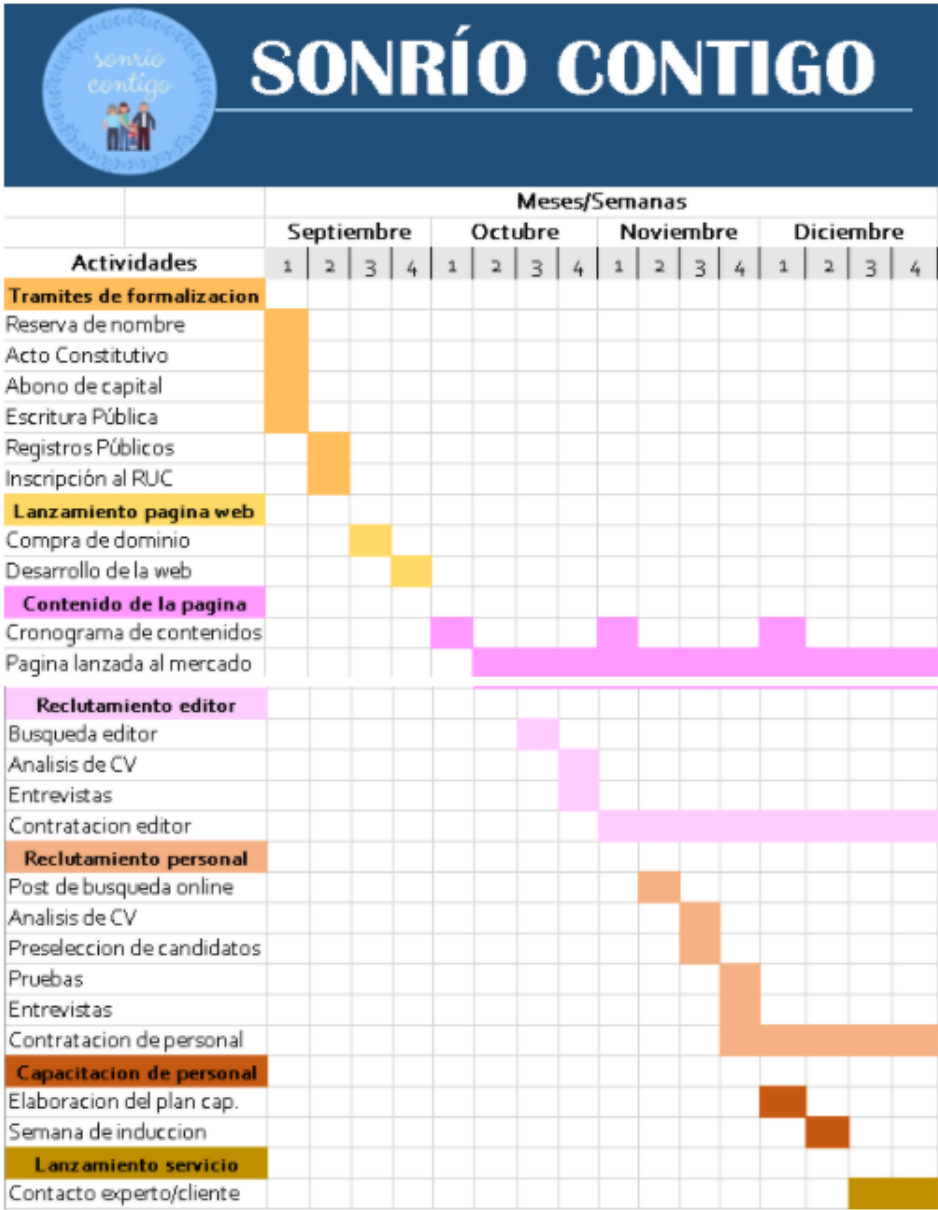 sonrío
contigo
SONRÍO CONTIGO
Meses/Semanas
Septiembre Octubre Noviembre Diciembre
Actividades 1 2 3 4 1 2 3 4 1 2 3 4 1 2 3 4
Tramites de formalizacion
Reserva de nombre
Acto Constitutivo
Abono de capital
Escritura Pública
Registros Públicos
Inscripción al RUC
Lanzamiento pagina web
Compra de dominio
Desarrollo de la web
Contenido de la pagina
Cronograma de contenidos
Pagina lanzada al mercado
Reclutamiento editor
Busqueda editor
Analisis de CV
Entrevistas
Contratacion editor
Reclutamiento personal
Post de busqueda online
Analisis de CV
Preseleccion de candidatos
Pruebas
Entrevistas
Contratacion de personal
Capacitacion de personal
Elaboracion del plan cap.
Semana de induccion
Lanzamiento servicio
Contacto experto/cliente